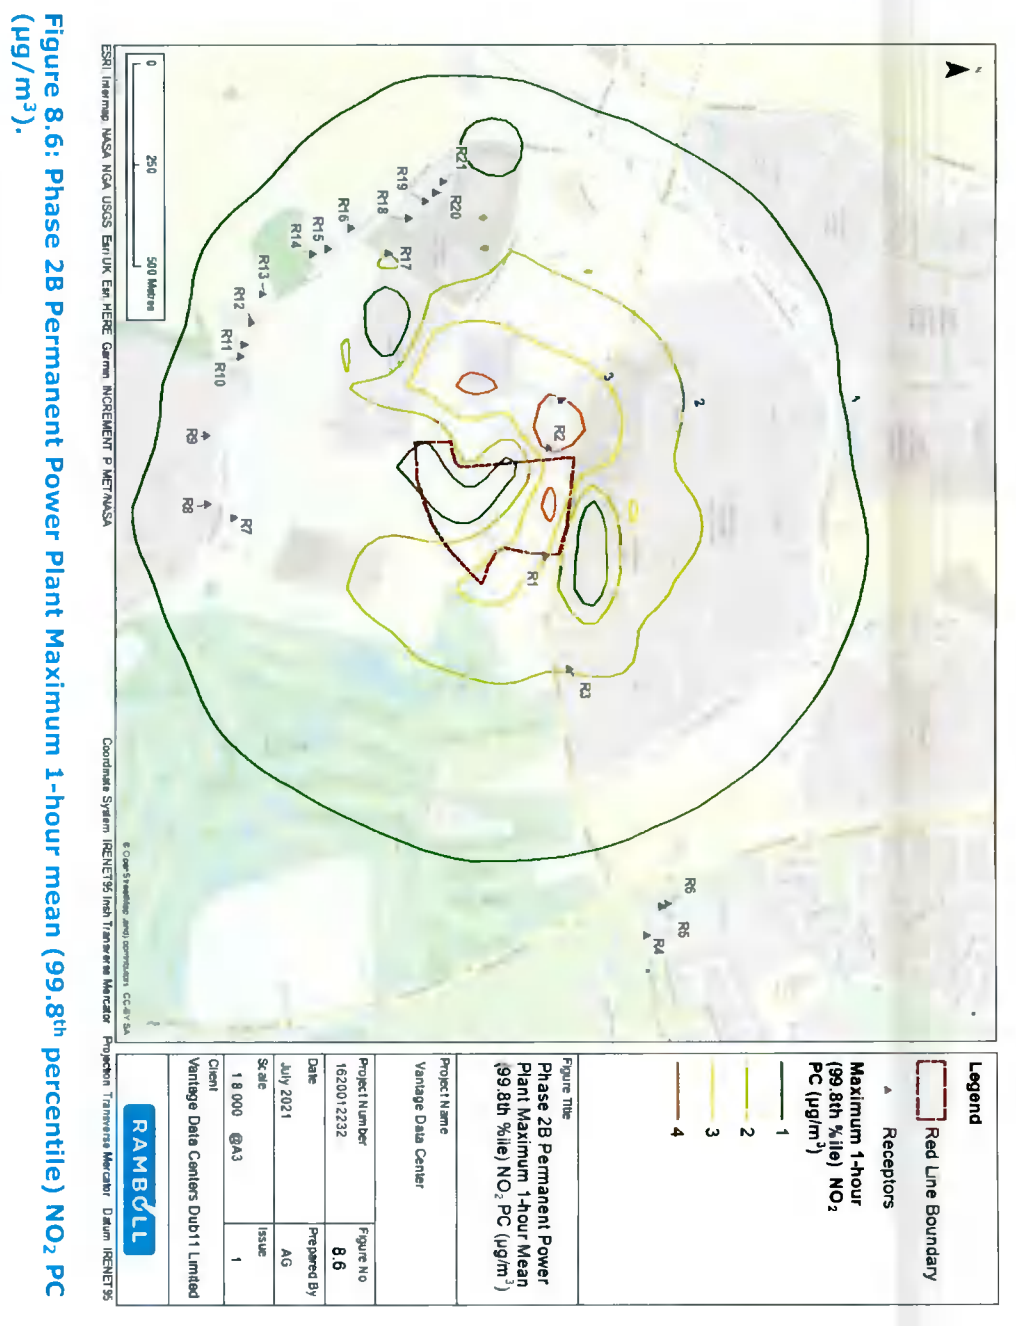 Figure 8.6: Phase 2B Permanent Power Plant Maximum 1-hour mean (99.8th percentile) NO2 PC
(µg/m3).
Legend
Red Line Boundary
Receptors
Maximum 1-hour
(99.8th %ile) NO2
PC (µg/m3)
1
2
3
4
Figure Title
Phase 2B Permanent Power
Plant Maximum 1-hour Mean
(99.8th %ile) NO2 PC (µg/m3)
Project Name
Vantage Data Center
Project Number
1620012232
Figure No
8.6
Date
July 2021
Prepared By
AG
Scale
1 8 000 @A3
Issue
1
Client
Vantage Data Centers Dub11 Limited
RAMBOLL
1
2
3
R1
R2
R3
R4
R5
R6
R7
R8
R9
R10
R11
R12
R13
R14
R15
R16
R17
R18
R19
R20
R21
0 250 500 Metres
© OpenStreetMap (and) contributors CC-BY-SA
ESRI, Intermap, NASA, NGA, USGS Esri UK, Esri, HERE, Garmin, INCREMENT P, MET/NASA
Coordinate System IRENET95 Irish Transverse Mercator Projection Transverse Mercator Datum IRENET95